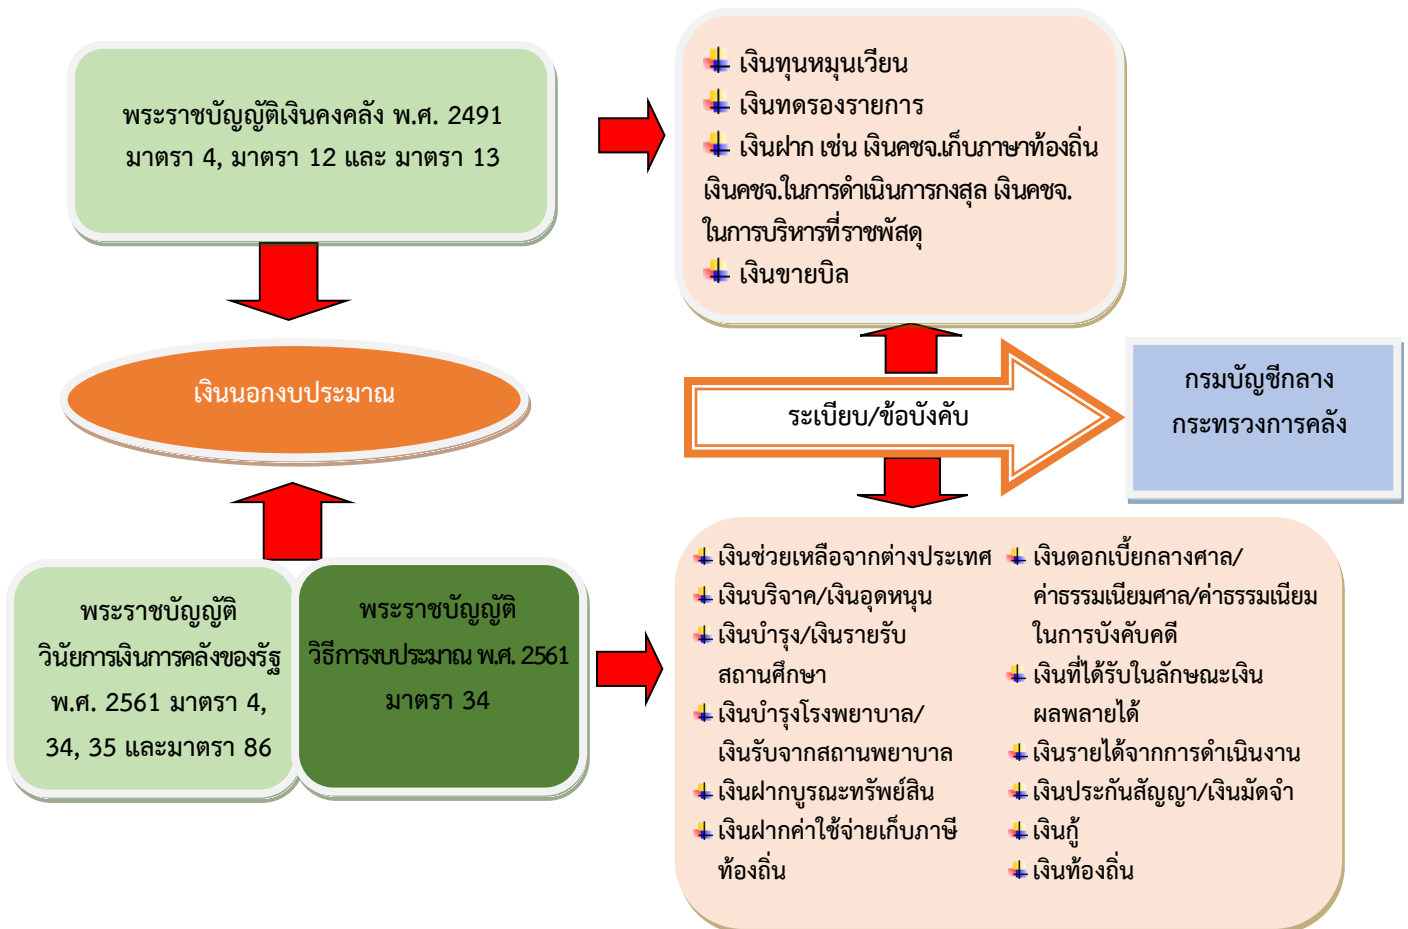 พระราชบัญญัติเงินคงคลัง พ.ศ. 2491
มาตรา 4, มาตรา 12 และ มาตรา 13
เงินทุนหมุนเวียน
เงินทดรองรายการ
เงินฝาก เช่น เงินคชจ.เก็บภาษาท้องถิ่น
เงินคชจ.ในการดำเนินการกงสุล เงินคชจ.
ในการบริหารที่ราชพัสดุ
เงินขายบิล
เงินนอกงบประมาณ
ระเบียบ/ข้อบังคับ
กรมบัญชีกลาง
กระทรวงการคลัง
พระราชบัญญัติ
วินัยการเงินการคลังของรัฐ
พ.ศ. 2561 มาตรา 4,
34, 35 และมาตรา 86
พระราชบัญญัติ
วิธีการงบประมาณ พ.ศ. 2561
มาตรา 34
เงินช่วยเหลือจากต่างประเทศ
เงินบริจาค/เงินอุดหนุน
เงินบำรุง/เงินรายรับ
สถานศึกษา
เงินบำรุงโรงพยาบาล/
เงินรับจากสถานพยาบาล
เงินฝากบูรณะทรัพย์สิน
เงินฝากค่าใช้จ่ายเก็บภาษี
ท้องถิ่น
เงินดอกเบี้ยกลางศาล/
ค่าธรรมเนียมศาล/ค่าธรรมเนียม
ในการบังคับคดี
เงินที่ได้รับในลักษณะเงิน
ผลพลายได้
เงินรายได้จากการดำเนินงาน
เงินประกันสัญญา/เงินมัดจำ
เงินกู้
เงินท้องถิ่น